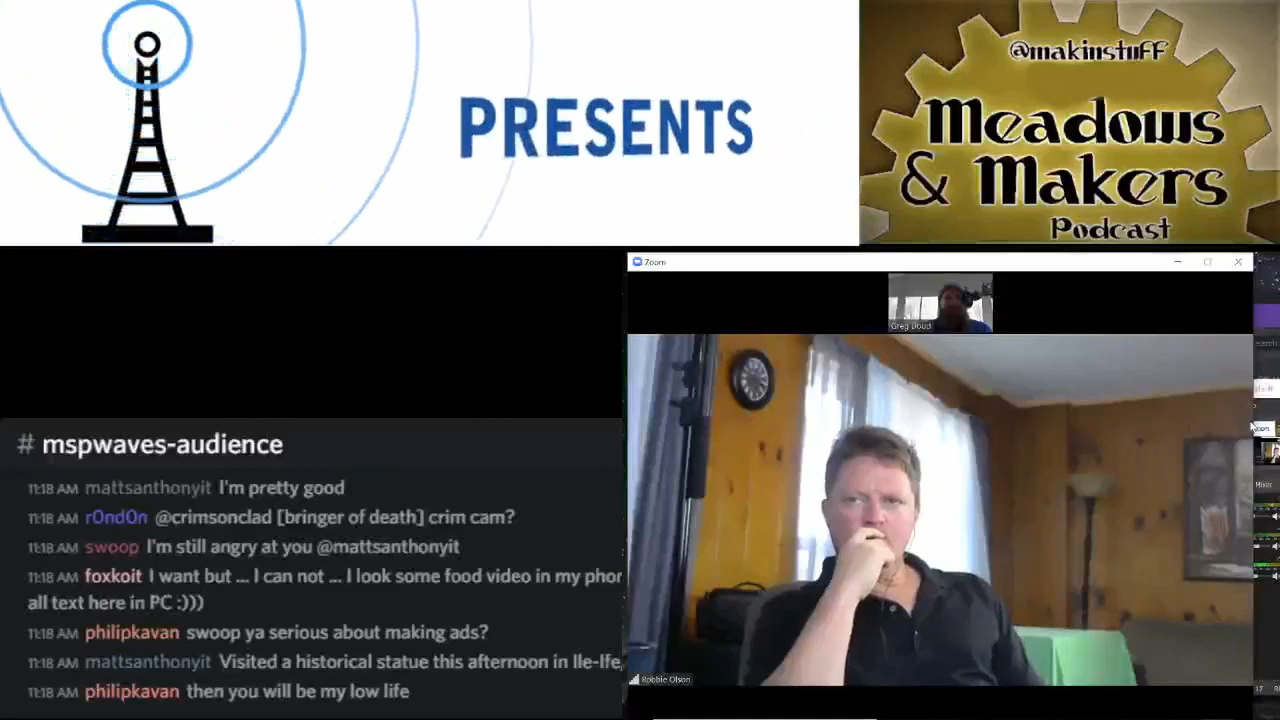 PRESENTS
@makinstuff
Meadows
& Makers
Podcast
Zoom
Greg Doud
# mspwaves-audience
11:18 AM mattsanthonyit I'm pretty good
11:18 AM r0nd0n @crimsonclad [bringer of death] crim cam?
11:18 AM swoop I'm still angry at you @mattsanthonyit
11:18 AM foxkoit I want but ... I can not ... I look some food video in my phor
all text here in PC :)))
11:18 AM philipkavan swoop ya serious about making ads?
11:18 AM mattsanthonyit Visited a historical statue this afternoon in Ile-Ife,
11:18 AM philipkavan then you will be my low life
Robbie Olson
Mixer